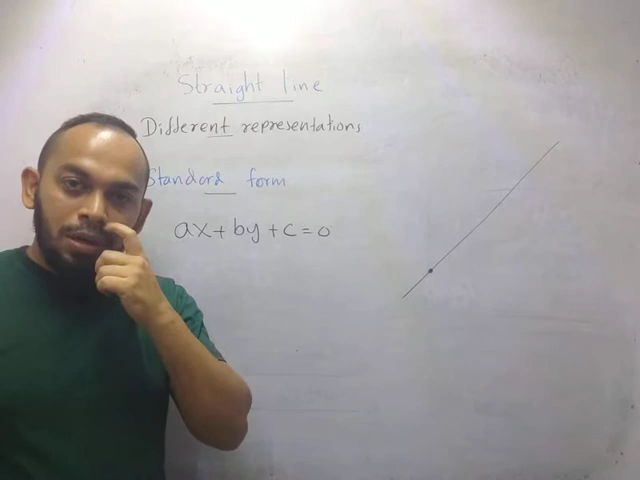 Straight line
Different representations
Standard form
ax+by+c=0